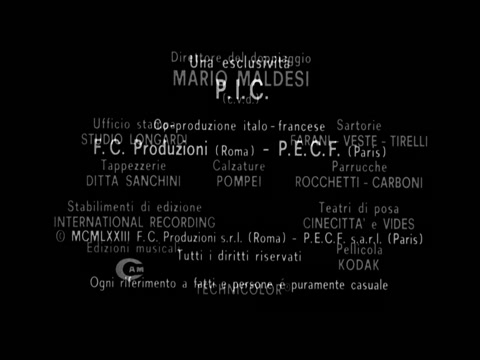 Direttore del doppiaggio
Una esclusività
MARIO MALDESI
P.I.C.
(c.v.d.)
Ufficio stampa
Co-produzione italo-francese
Sartorie
STUDIO LONGARDI
FARANI, VESTE - TIRELLI
F.C. Produzioni (Roma) - P.E.C.F. (Paris)
Tappezzerie
Calzature
Parrucche
DITTA SANCHINI
POMPEI
ROCCHETTI - CARBONI
Stabilimenti di edizione
Teatri di posa
INTERNATIONAL RECORDING
CINECITTA' e VIDES
© MCMLXXIII F.C. Produzioni s.r.l. (Roma) - P.E.C.F. s.a.r.l. (Paris)
Edizioni musicali
Pellicola
Tutti i diritti riservati
CAM
KODAK
Ogni riferimento a fatti e persone è puramente casuale
TECHNICOLOR